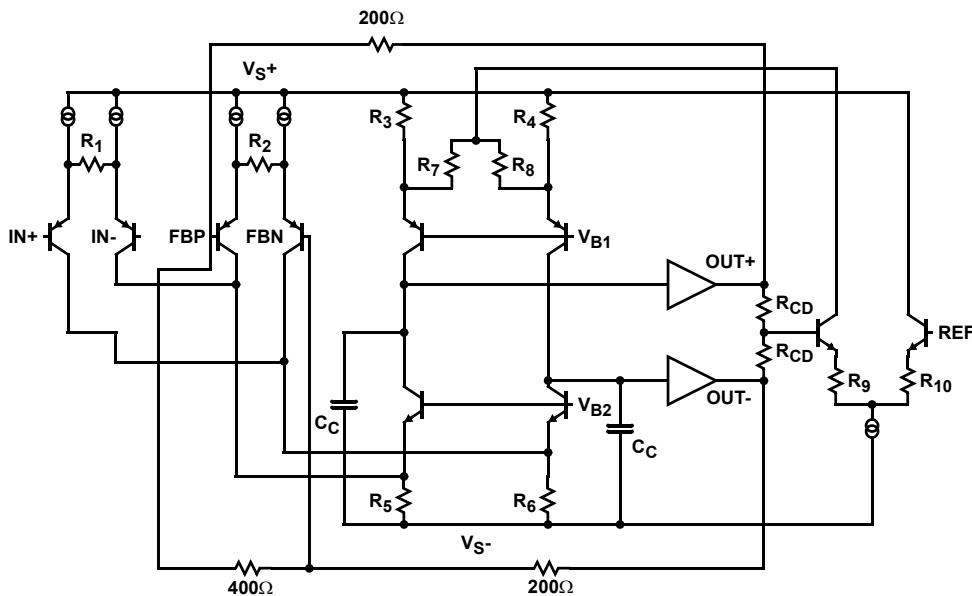 200Ω
VS+
R3
R4
R1
R2
R7
R8
IN+
IN-
FBP
FBN
VB1
OUT+
RCD
REF
RCD
R9
R10
VB2
OUT-
CC
CC
R5
R6
VS-
400Ω
200Ω